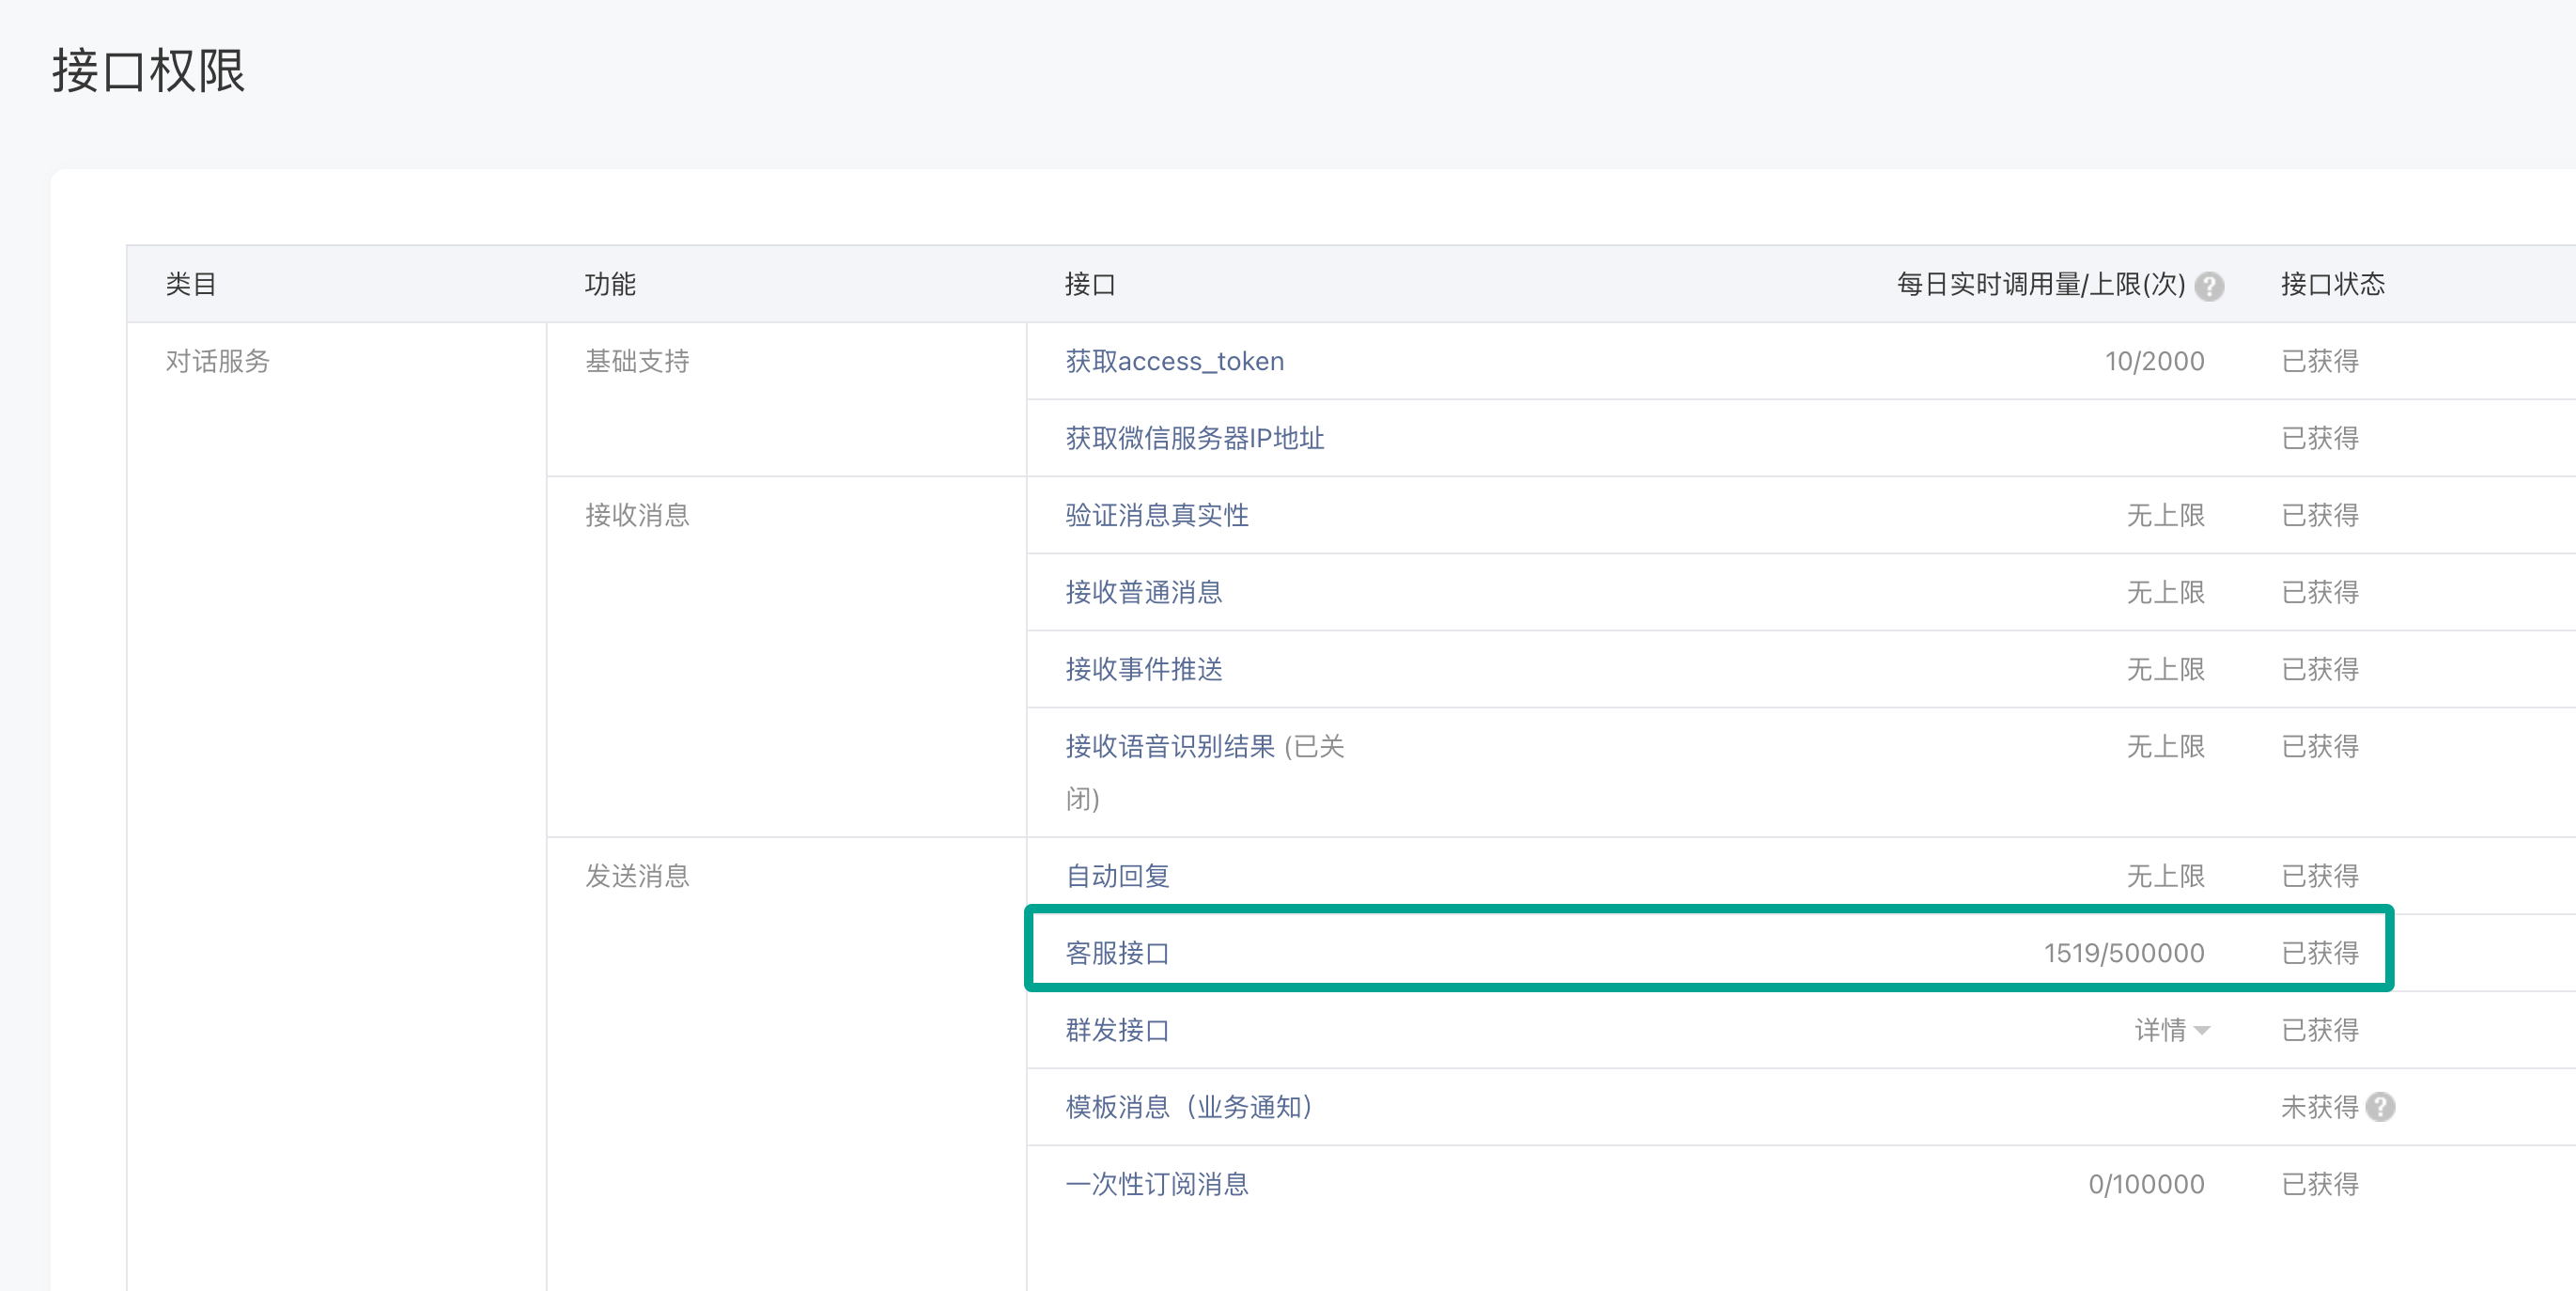 接口权限
类目 功能 接口 每日实时调用量/上限(次) ? 接口状态
对话服务 基础支持 获取access_token 10/2000 已获得
获取微信服务器IP地址 已获得
接收消息 验证消息真实性 无上限 已获得
接收普通消息 无上限 已获得
接收事件推送 无上限 已获得
接收语音识别结果 (已关 无上限 已获得
闭)
发送消息 自动回复 无上限 已获得
客服接口 1519/500000 已获得
群发接口 详情 已获得
模板消息（业务通知） 未获得 ?
一次性订阅消息 0/100000 已获得